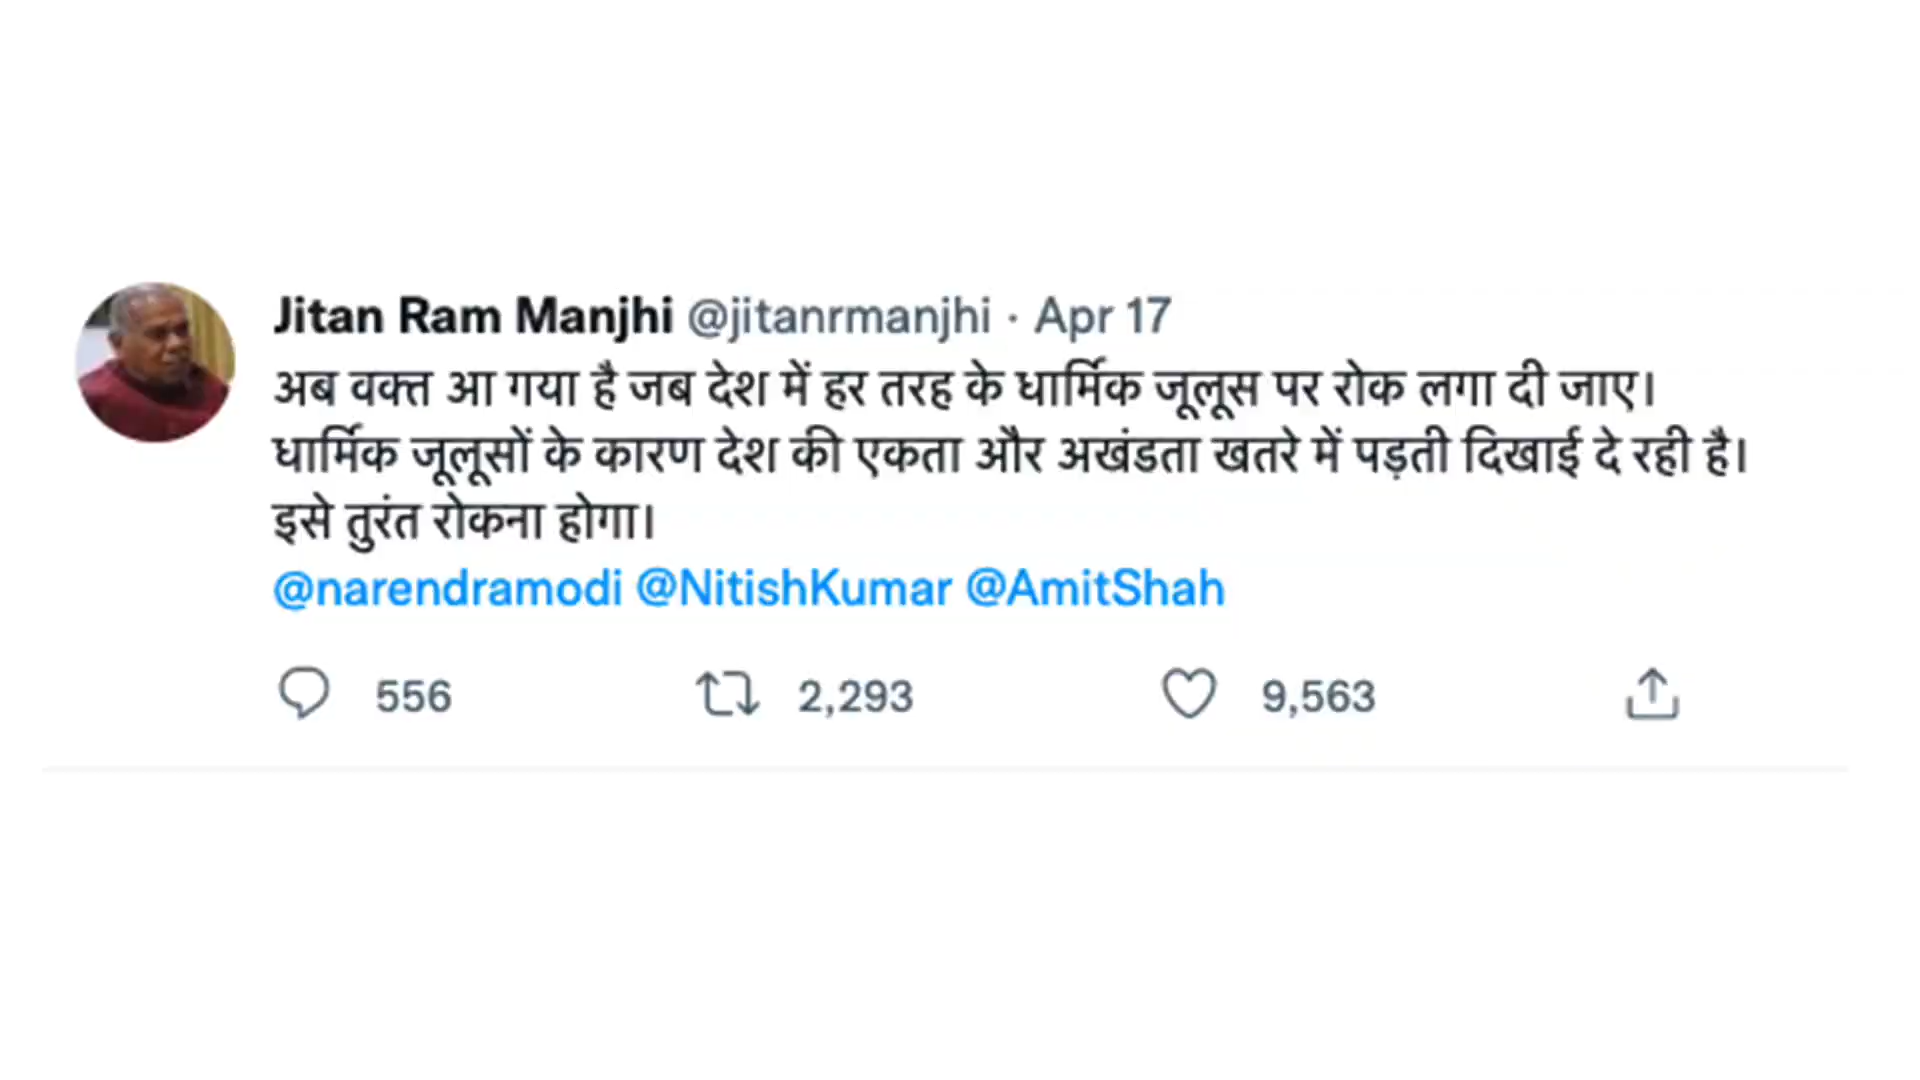 Jitan Ram Manjhi @jitanrmanjhi · Apr 17
अब वक्त आ गया है जब देश में हर तरह के धार्मिक जूलूस पर रोक लगा दी जाए।
धार्मिक जूलूसों के कारण देश की एकता और अखंडता खतरे में पड़ती दिखाई दे रही है।
इसे तुरंत रोकना होगा।
@narendramodi @NitishKumar @AmitShah
556 2,293 9,563